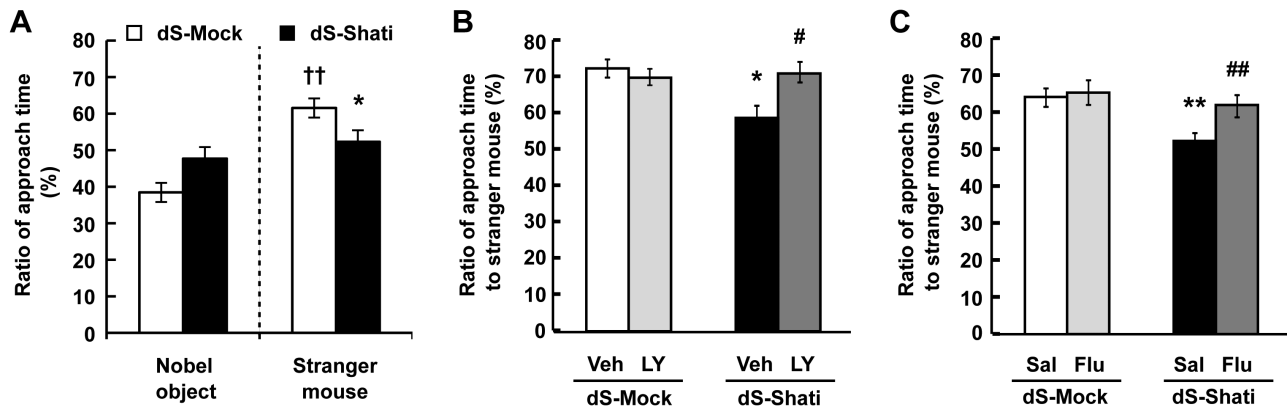 A
dS-Mock dS-Shati
Ratio of approach time
(%)
80
70
60
50
40
30
20
10
0
††
*
Nobel
object
Stranger
mouse
B
Ratio of approach time
to stranger mouse (%)
80
70
60
50
40
30
20
10
0
*
#
Veh LY Veh LY
dS-Mock dS-Shati
C
Ratio of approach time
to stranger mouse (%)
80
70
60
50
40
30
20
10
0
**
##
Sal Flu Sal Flu
dS-Mock dS-Shati